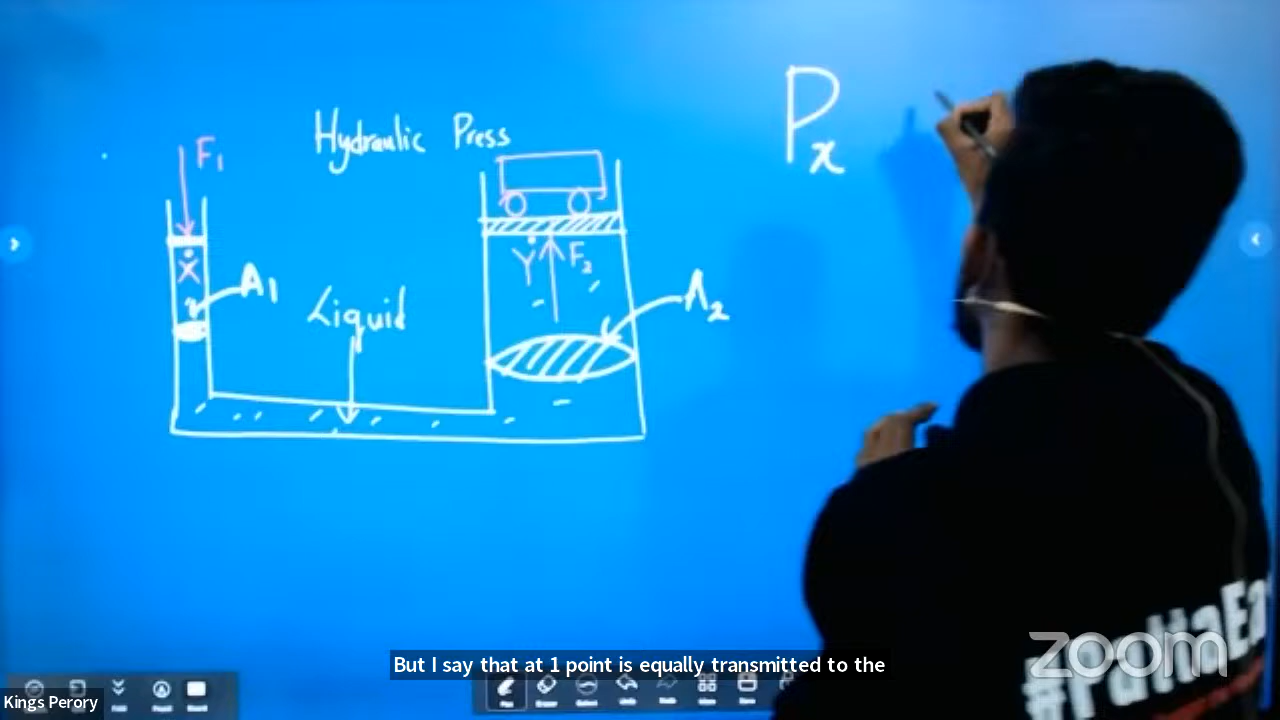 Hydraulic Press
F1
X
A1
Liquid
Y
F2
A2
Px
But I say that at 1 point is equally transmitted to the
Kings Perory
zoom